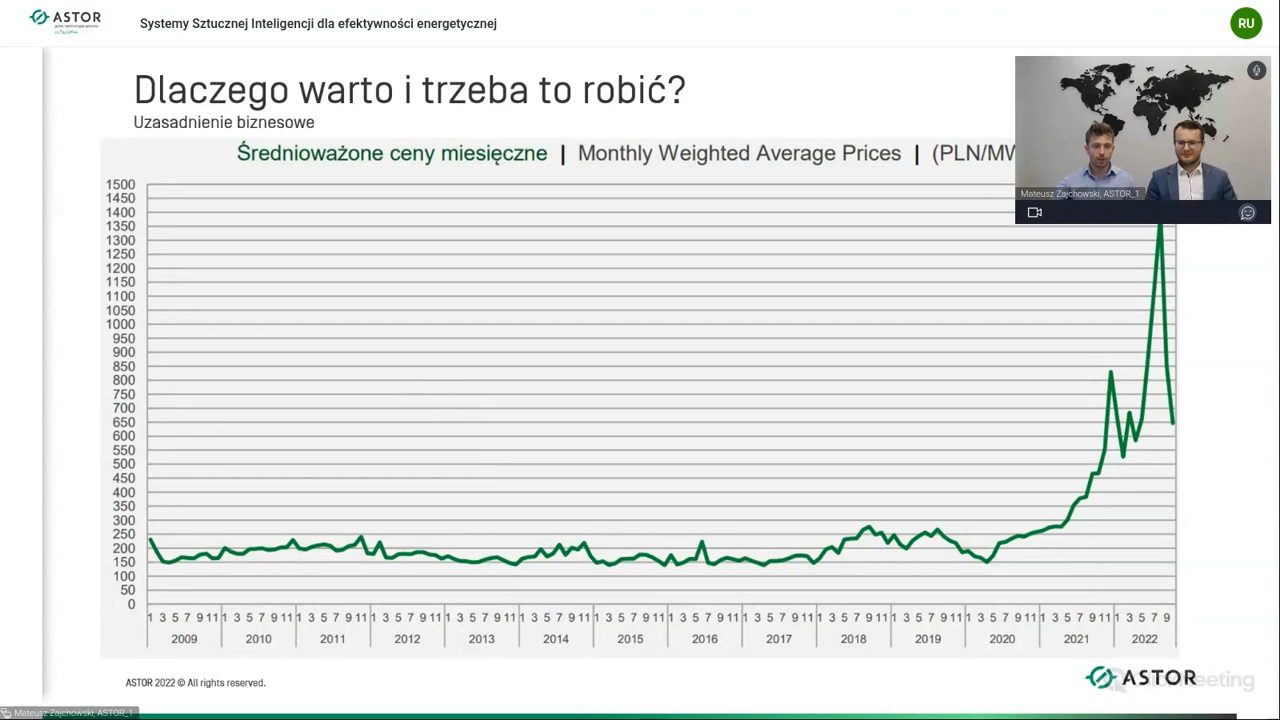 ASTOR
Systemy Sztucznej Inteligencji dla efektywności energetycznej
RU
Dlaczego warto i trzeba to robić?
Uzasadnienie biznesowe
Średnioważone ceny miesięczne | Monthly Weighted Average Prices | (PLN/MW
Mateusz Zajchowski, ASTOR_1
1500
1450
1400
1350
1300
1250
1200
1150
1100
1050
1000
950
900
850
800
750
700
650
600
550
500
450
400
350
300
250
200
150
100
50
0
1 3 5 7 9 11 1 3 5 7 9 11 1 3 5 7 9 11 1 3 5 7 9 11 1 3 5 7 9 11 1 3 5 7 9 11 1 3 5 7 9 11 1 3 5 7 9 11 1 3 5 7 9 11 1 3 5 7 9 11 1 3 5 7 9 11 1 3 5 7 9 11 1 3 5 7 9 11 1 3 5 7 9
2009 2010 2011 2012 2013 2014 2015 2016 2017 2018 2019 2020 2021 2022
ASTOR 2022 © All rights reserved.
ASTOR
Mateusz Zajchowski, ASTOR_1